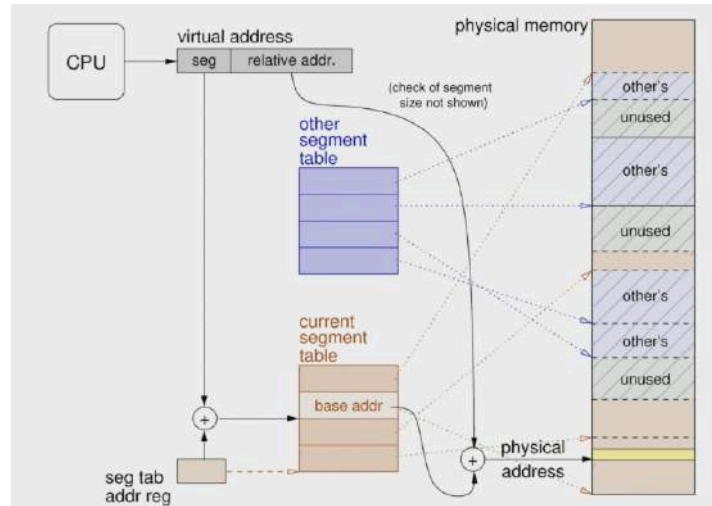 virtual address
physical memory
CPU
seg
relative addr.
(check of segment
size not shown)
other's
unused
other
segment
table
other's
unused
other's
current
segment
table
other's
unused
base addr
physical
address
seg tab
addr reg